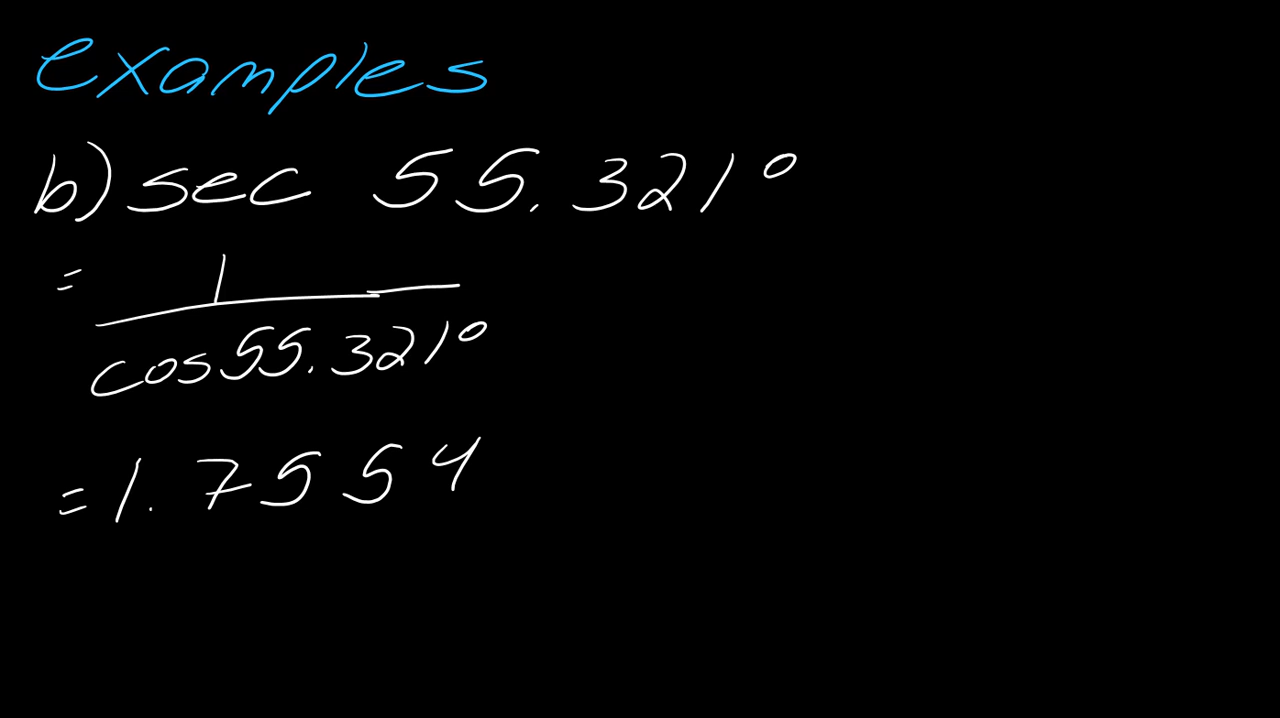 examples
b) sec 55.321°
= 1
cos 55.321°
= 1.7554